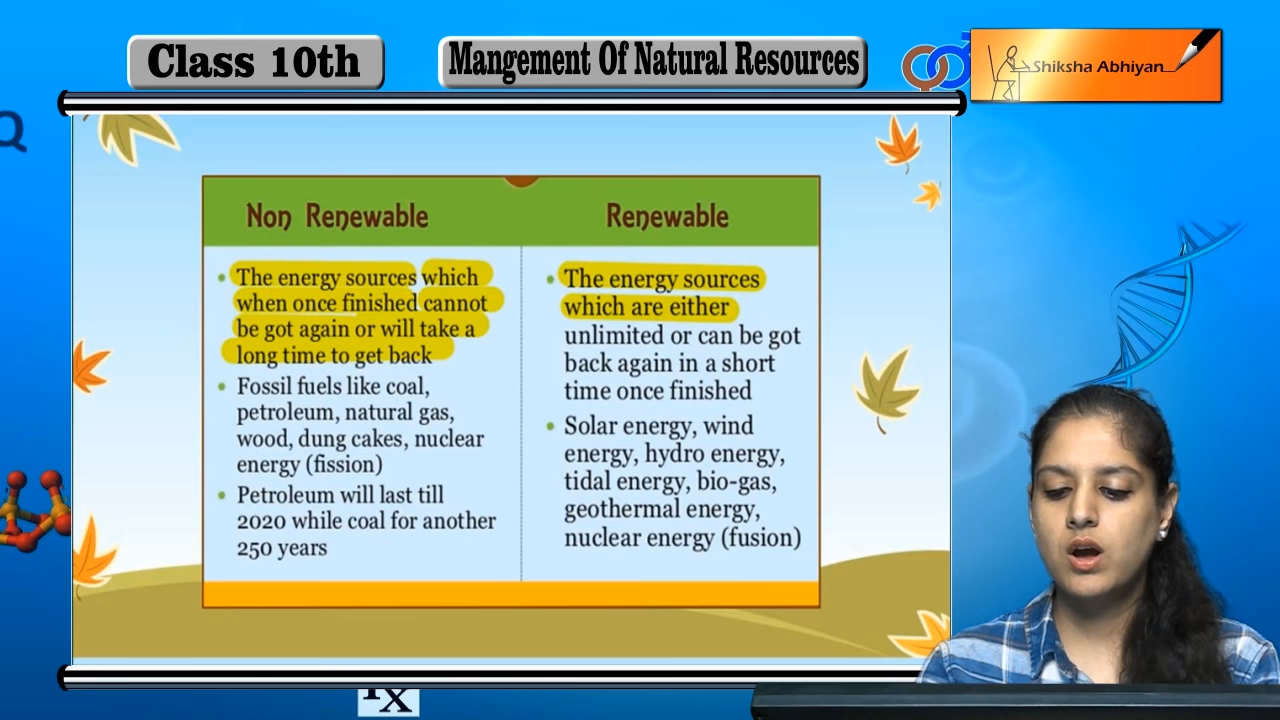 Class 10th
Mangement Of Natural Resources
Shiksha Abhiyan
Q
Non Renewable
Renewable
• The energy sources which
when once finished cannot
be got again or will take a
long time to get back
• Fossil fuels like coal,
petroleum, natural gas,
wood, dung cakes, nuclear
energy (fission)
• Petroleum will last till
2020 while coal for another
250 years
• The energy sources
which are either
unlimited or can be got
back again in a short
time once finished
• Solar energy, wind
energy, hydro energy,
tidal energy, bio-gas,
geothermal energy,
nuclear energy (fusion)